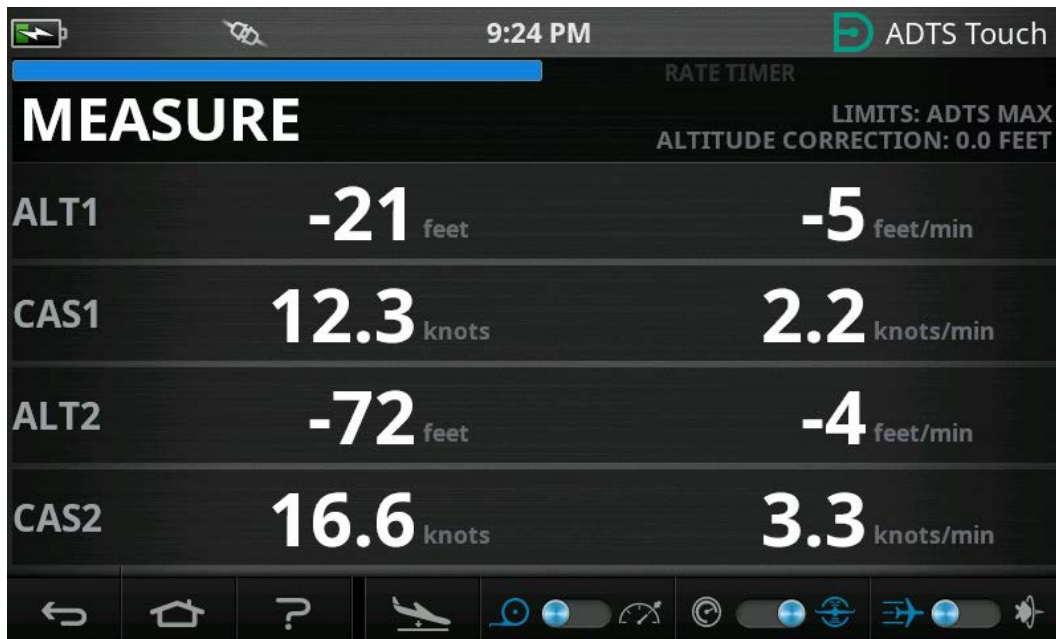 9:24 PM ADTS Touch
RATE TIMER
MEASURE
LIMITS: ADTS MAX
ALTITUDE CORRECTION: 0.0 FEET
ALT1 -21 feet -5 feet/min
CAS1 12.3 knots 2.2 knots/min
ALT2 -72 feet -4 feet/min
CAS2 16.6 knots 3.3 knots/min
?